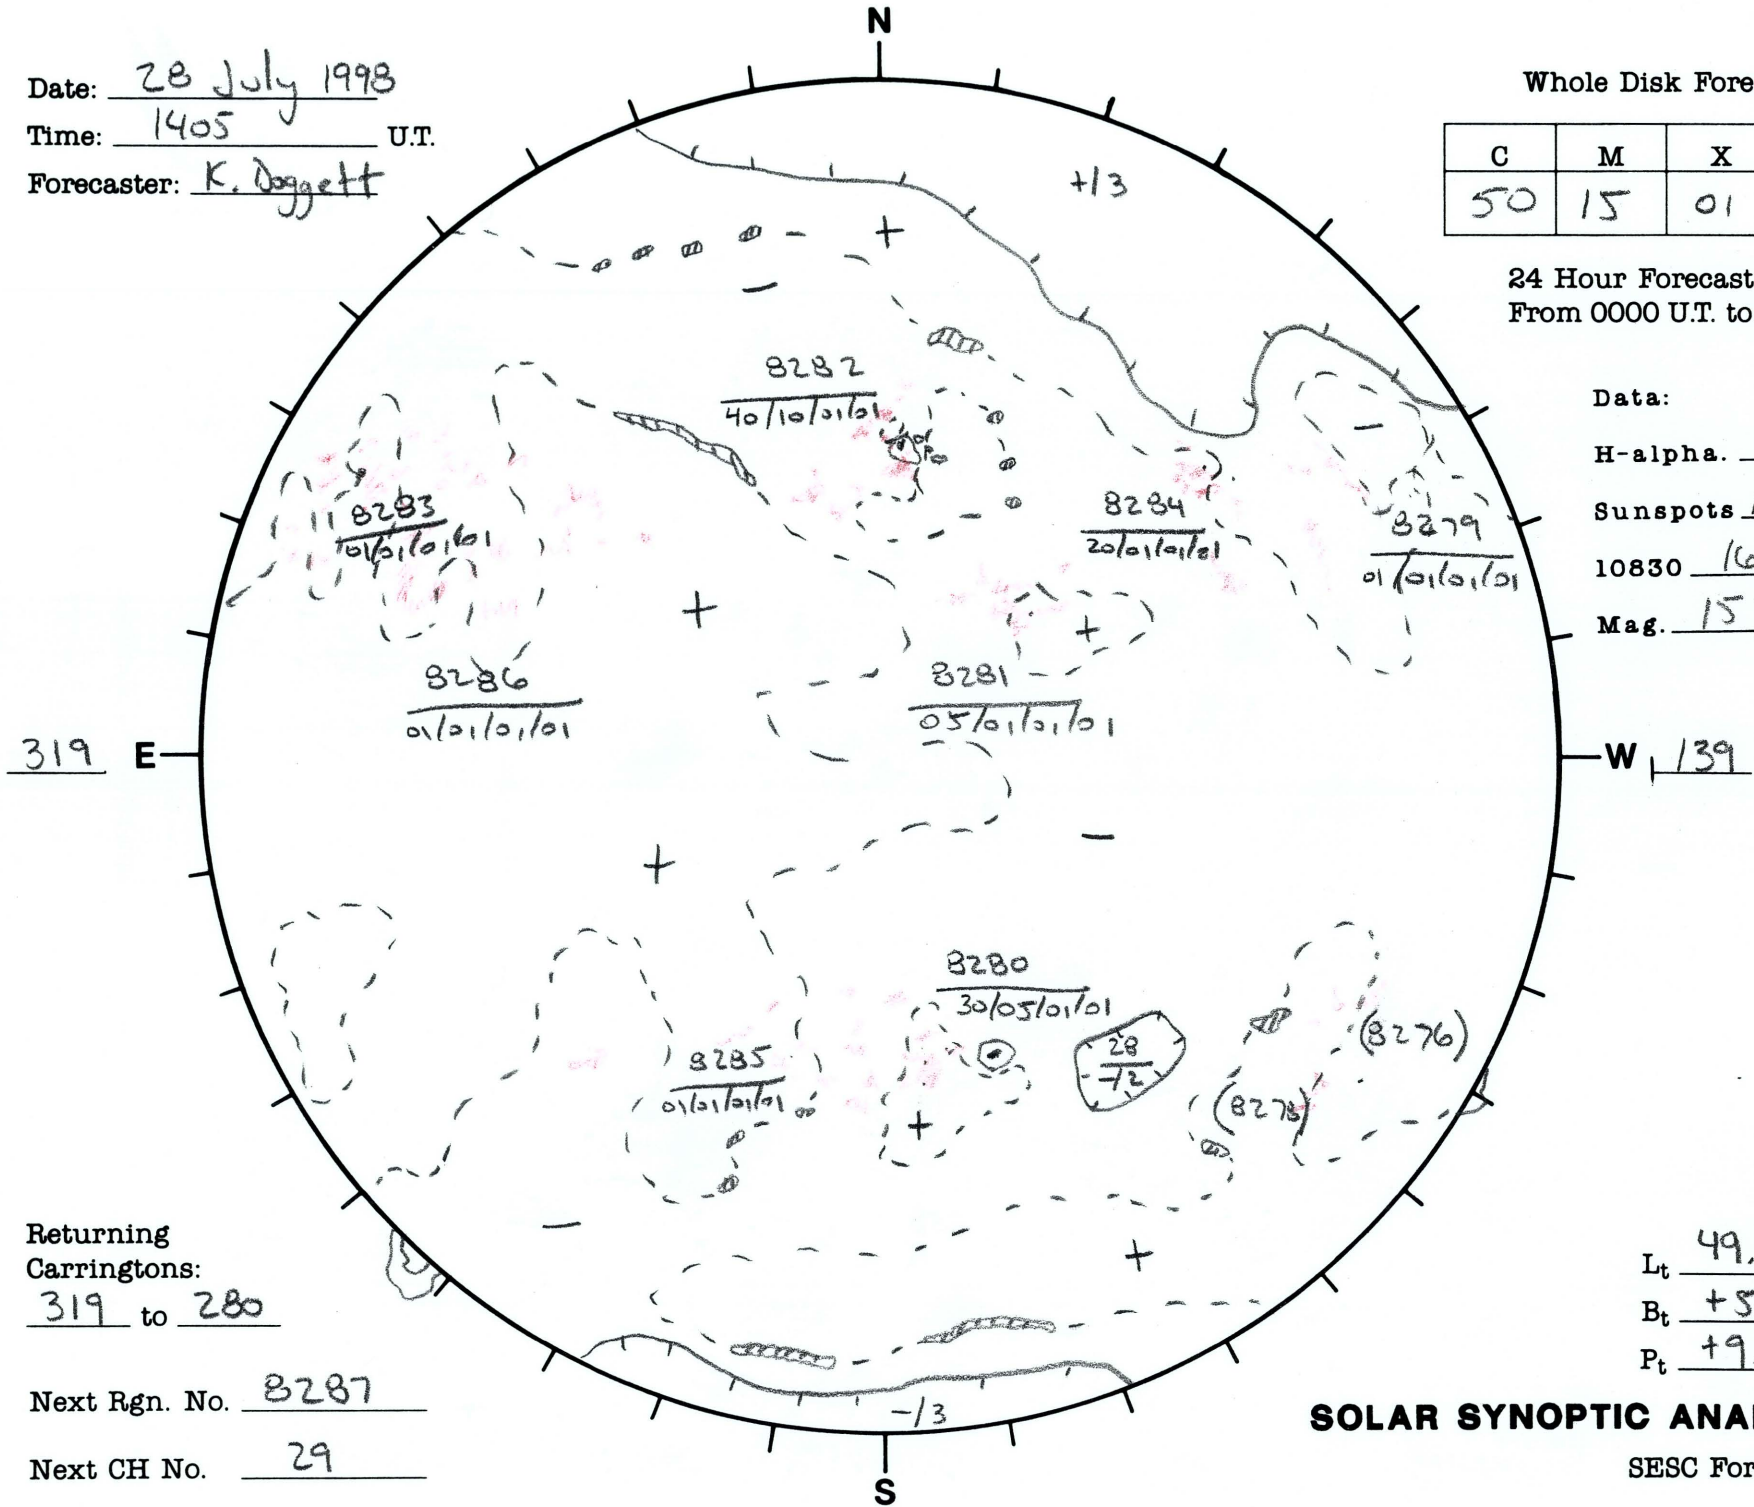 N
Date: 28 July 1998
Time: 1405 U.T.
Forecaster: K. Doggett
Whole Disk Fore
C M X
50 15 01
24 Hour Forecast
From 0000 U.T. to
+/3
+
−
8282
40/10/01/01
Data:
H-alpha.
Sunspots
10830 16
Mag. 15
−
8283
01/01/01/01
8284
20/01/01/01
8279
01/01/01/01
+
+
8286
01/01/01/01
8281
05/01/01/01
319 E
W 139
+
−
8280
30/05/01/01
8285
01/01/01/01
28
-/2
(8276)
(8278)
+
−
+
Returning
Carringtons:
319 to 280
Lt 49.
Bt +5
Pt +9.
Next Rgn. No. 8287
-/3
SOLAR SYNOPTIC ANA
Next CH No. 29
SESC For
S